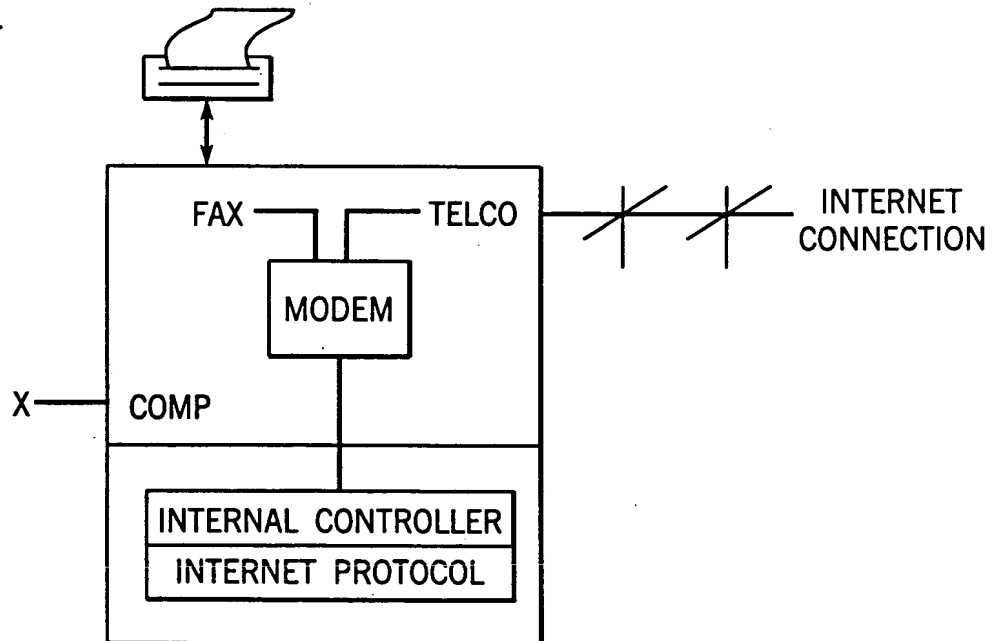 FAX
TELCO
INTERNET
CONNECTION
MODEM
X
COMP
INTERNAL CONTROLLER
INTERNET PROTOCOL